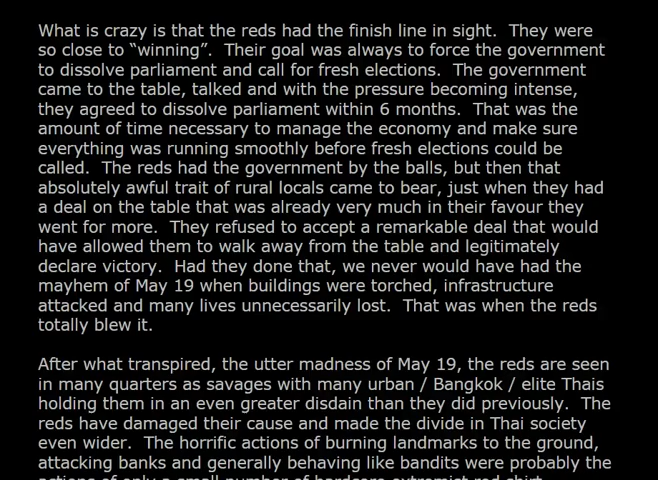 What is crazy is that the reds had the finish line in sight.  They were
so close to “winning”.  Their goal was always to force the government
to dissolve parliament and call for fresh elections.  The government
came to the table, talked and with the pressure becoming intense,
they agreed to dissolve parliament within 6 months.  That was the
amount of time necessary to manage the economy and make sure
everything was running smoothly before fresh elections could be
called.  The reds had the government by the balls, but then that
absolutely awful trait of rural locals came to bear, just when they had
a deal on the table that was already very much in their favour they
went for more.  They refused to accept a remarkable deal that would
have allowed them to walk away from the table and legitimately
declare victory.  Had they done that, we never would have had the
mayhem of May 19 when buildings were torched, infrastructure
attacked and many lives unnecessarily lost.  That was when the reds
totally blew it.
After what transpired, the utter madness of May 19, the reds are seen
in many quarters as savages with many urban / Bangkok / elite Thais
holding them in an even greater disdain than they did previously.  The
reds have damaged their cause and made the divide in Thai society
even wider.  The horrific actions of burning landmarks to the ground,
attacking banks and generally behaving like bandits were probably the
actions of only a small number of hardcore extremist red shirt